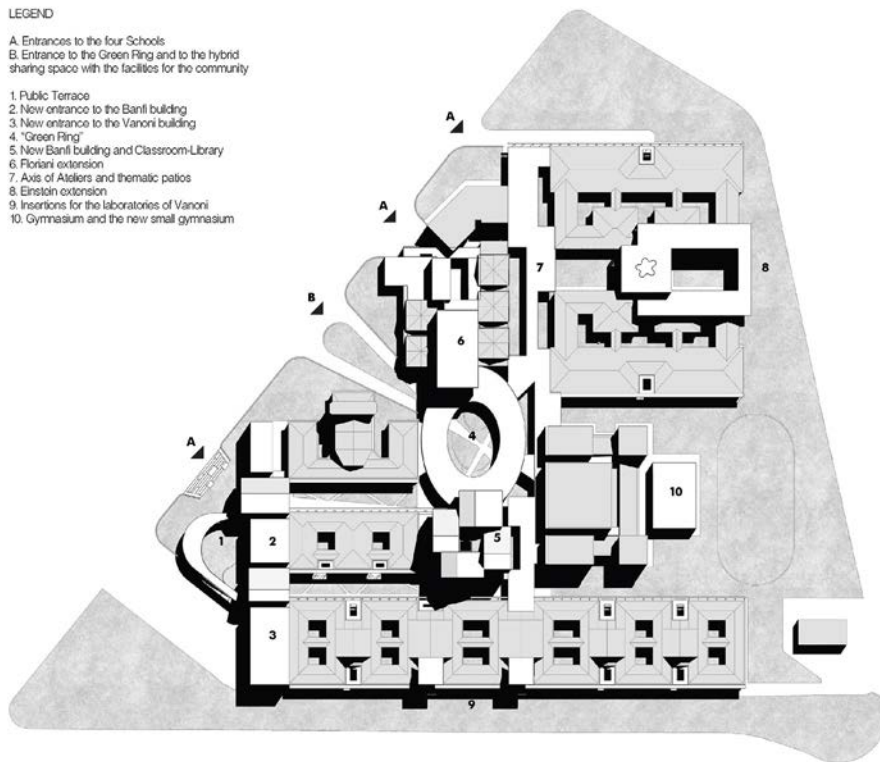 LEGEND
A. Entrances to the four Schools
B. Entrance to the Green Ring and to the hybrid
sharing space with the facilities for the community
1. Public Terrace
2. New entrance to the Banfi building
3. New entrance to the Vanoni building
4. "Green Ring"
5. New Banfi building and Classroom-Library
6. Floriani extension
7. Axis of Ateliers and thematic patios
8. Einstein extension
9. Insertions for the laboratories of Vanoni
10. Gymnasium and the new small gymnasium
A
A
7
8
B
6
4
A
10
1
2
5
3
9